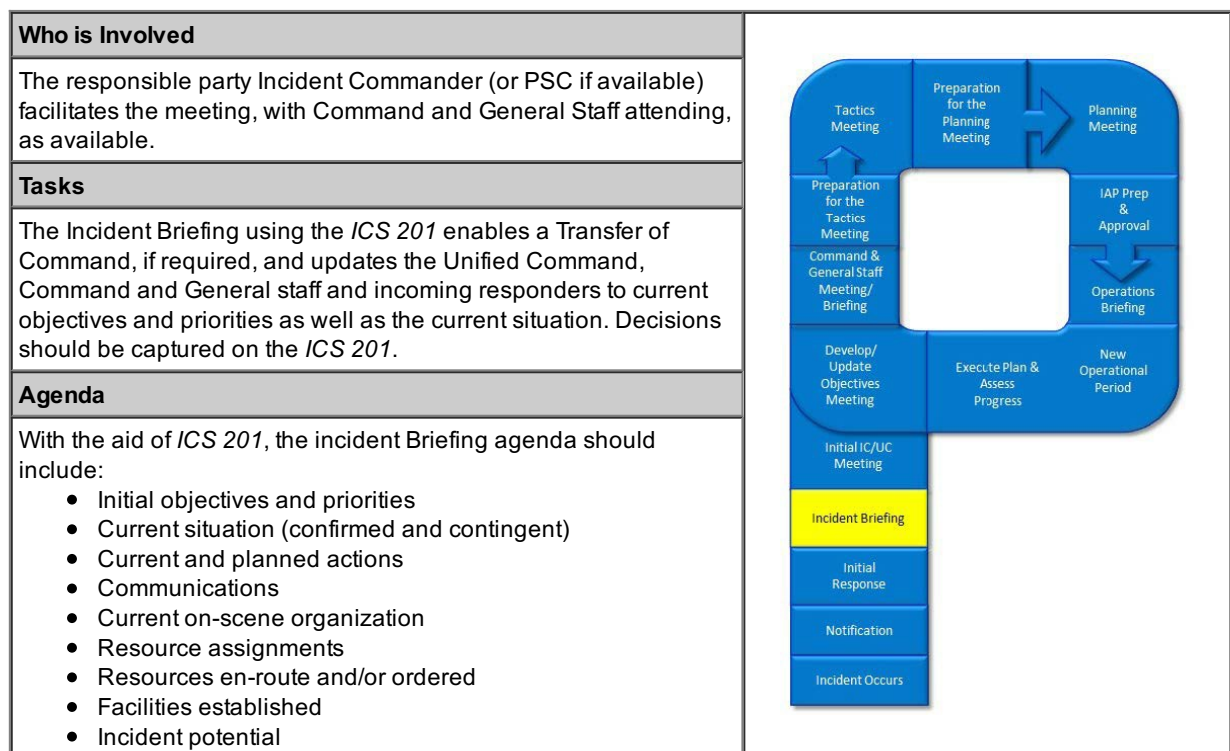 Who is Involved
The responsible party Incident Commander (or PSC if available)
facilitates the meeting, with Command and General Staff attending,
as available.
Tasks
The Incident Briefing using the ICS 201 enables a Transfer of
Command, if required, and updates the Unified Command,
Command and General staff and incoming responders to current
objectives and priorities as well as the current situation. Decisions
should be captured on the ICS 201.
Agenda
With the aid of ICS 201, the incident Briefing agenda should
include:
• Initial objectives and priorities
• Current situation (confirmed and contingent)
• Current and planned actions
• Communications
• Current on-scene organization
• Resource assignments
• Resources en-route and/or ordered
• Facilities established
• Incident potential
Tactics
Meeting
Preparation
for the
Planning
Meeting
Planning
Meeting
Preparation
for the
Tactics
Meeting
IAP Prep
&
Approval
Command &
General Staff
Meeting/
Briefing
Operations
Briefing
Develop/
Update
Objectives
Meeting
Execute Plan &
Assess
Progress
New
Operational
Period
Initial IC/UC
Meeting
Incident Briefing
Initial
Response
Notification
Incident Occurs